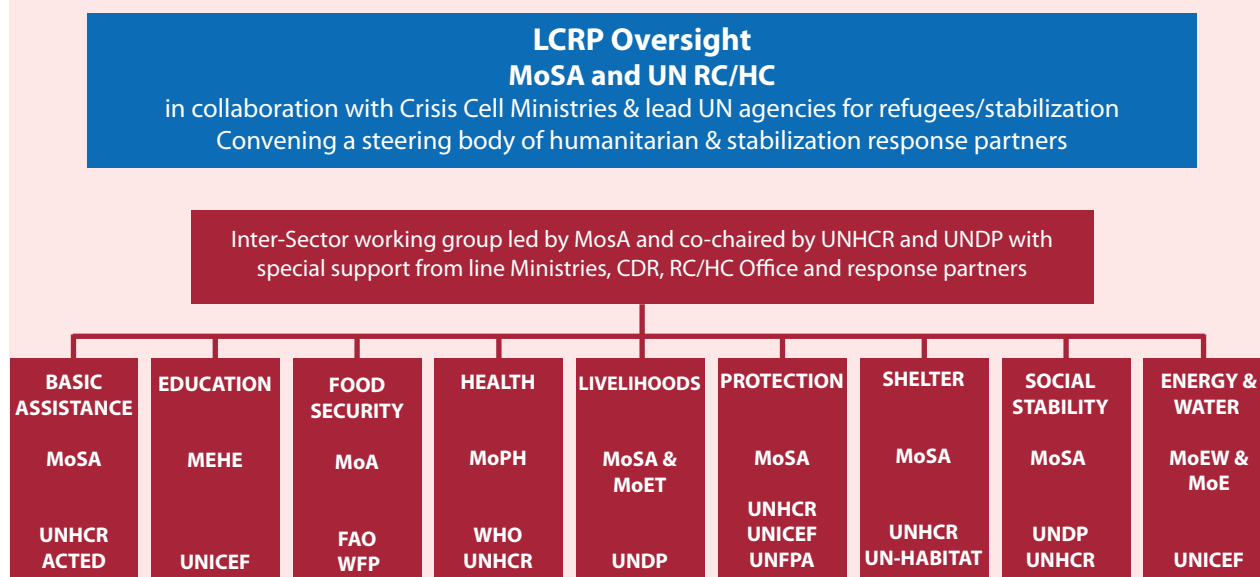 LCRP Oversight
MoSA and UN RC/HC
in collaboration with Crisis Cell Ministries & lead UN agencies for refugees/stabilization
Convening a steering body of humanitarian & stabilization response partners
Inter-Sector working group led by MosA and co-chaired by UNHCR and UNDP with
special support from line Ministries, CDR, RC/HC Office and response partners
BASIC
ASSISTANCE
MoSA
UNHCR
ACTED
EDUCATION
MEHE
UNICEF
FOOD
SECURITY
MoA
FAO
WFP
HEALTH
MoPH
WHO
UNHCR
LIVELIHOODS
MoSA &
MoET
UNDP
PROTECTION
MoSA
UNHCR
UNICEF
UNFPA
SHELTER
MoSA
UNHCR
UN-HABITAT
SOCIAL
STABILITY
MoSA
UNDP
UNHCR
ENERGY &
WATER
MoEW &
MoE
UNICEF